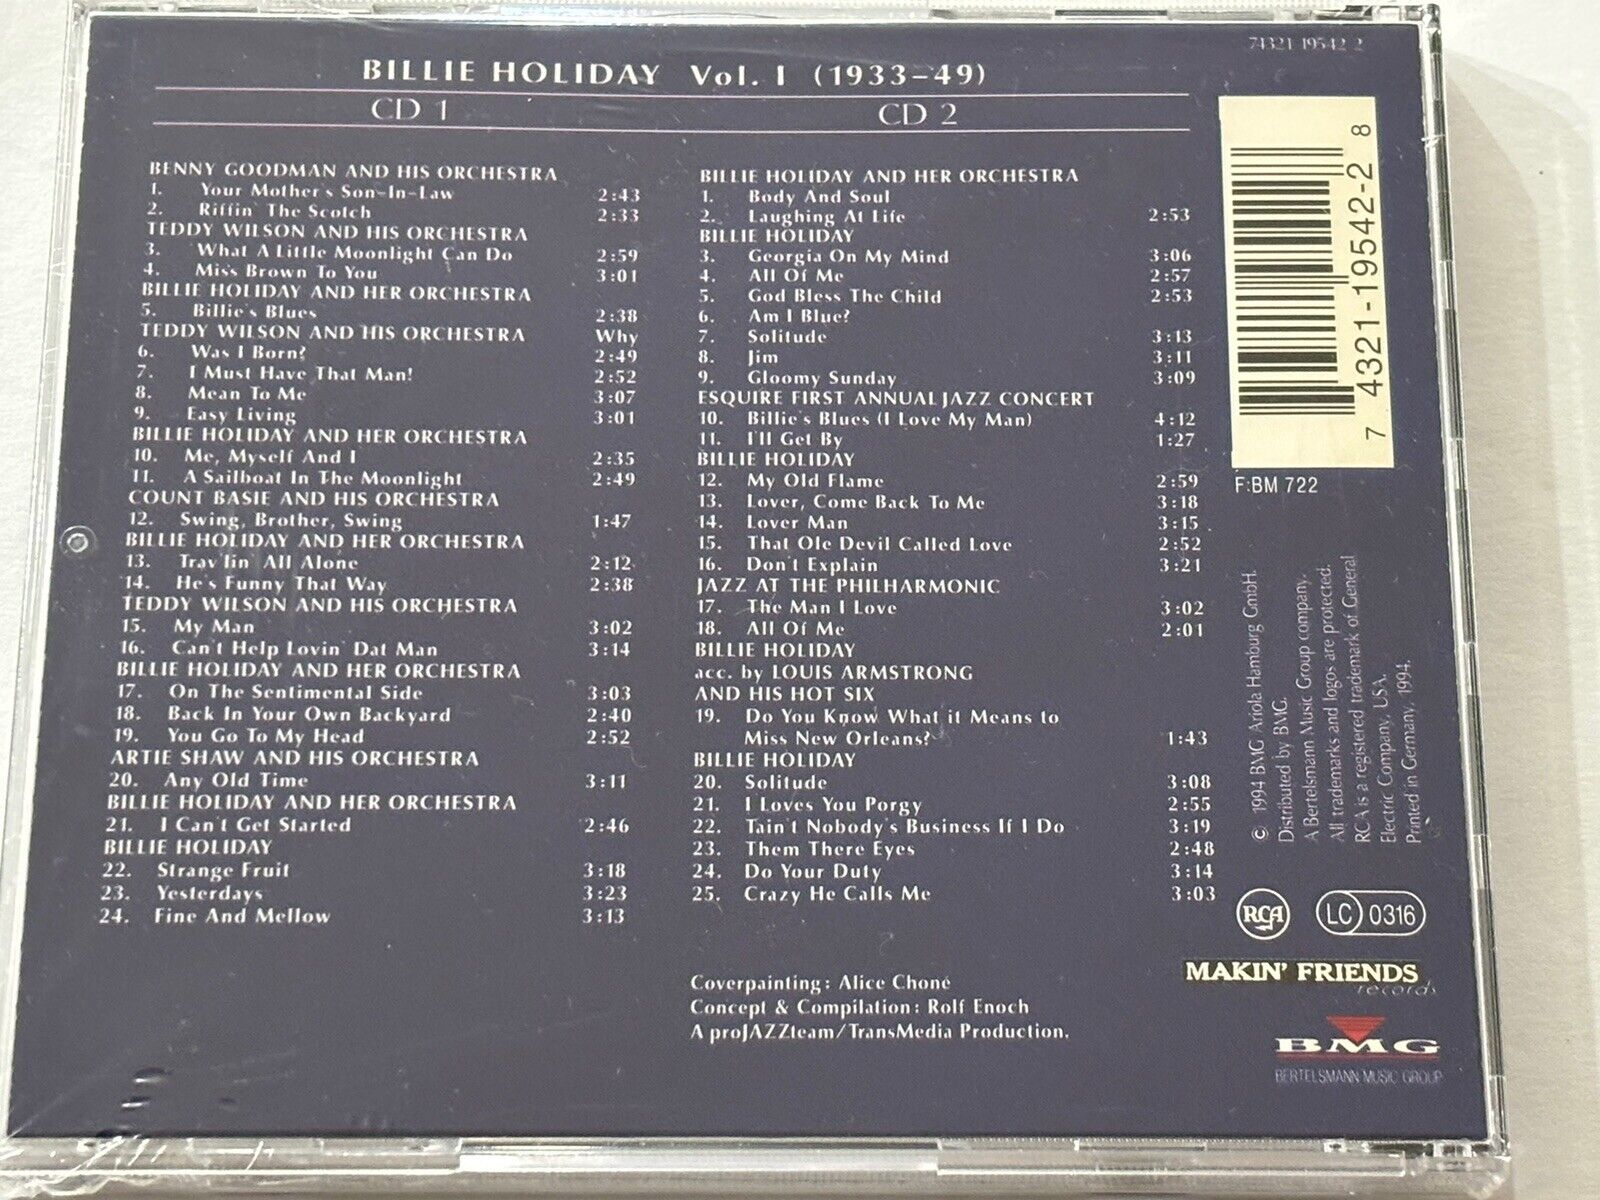 74321 19542 2
BILLIE HOLIDAY Vol. I (1933-49)
CD 1
BENNY GOODMAN AND HIS ORCHESTRA
1. Your Mother's Son-In-Law 2:43
2. Riffin' The Scotch 2:33
TEDDY WILSON AND HIS ORCHESTRA
3. What A Little Moonlight Can Do 2:59
4. Miss Brown To You 3:01
BILLIE HOLIDAY AND HER ORCHESTRA
5. Billie's Blues 2:38
TEDDY WILSON AND HIS ORCHESTRA Why
6. Was I Born? 2:49
7. I Must Have That Man! 2:52
8. Mean To Me 3:07
9. Easy Living 3:01
BILLIE HOLIDAY AND HER ORCHESTRA
10. Me, Myself And I 2:35
11. A Sailboat In The Moonlight 2:49
COUNT BASIE AND HIS ORCHESTRA
12. Swing, Brother, Swing 1:47
BILLIE HOLIDAY AND HER ORCHESTRA
13. Trav'lin' All Alone 2:12
14. He's Funny That Way 2:38
TEDDY WILSON AND HIS ORCHESTRA
15. My Man 3:02
16. Can't Help Lovin' Dat Man 3:14
BILLIE HOLIDAY AND HER ORCHESTRA
17. On The Sentimental Side 3:03
18. Back In Your Own Backyard 2:40
19. You Go To My Head 2:52
ARTIE SHAW AND HIS ORCHESTRA
20. Any Old Time 3:11
BILLIE HOLIDAY AND HER ORCHESTRA
21. I Can't Get Started 2:46
BILLIE HOLIDAY
22. Strange Fruit 3:18
23. Yesterdays 3:23
24. Fine And Mellow 3:13
CD 2
BILLIE HOLIDAY AND HER ORCHESTRA
1. Body And Soul
2. Laughing At Life 2:53
BILLIE HOLIDAY
3. Georgia On My Mind 3:06
4. All Of Me 2:57
5. God Bless The Child 2:53
6. Am I Blue?
7. Solitude 3:13
8. Jim 3:11
9. Gloomy Sunday 3:09
ESQUIRE FIRST ANNUAL JAZZ CONCERT
10. Billie's Blues (I Love My Man) 4:12
11. I'll Get By 1:27
BILLIE HOLIDAY
12. My Old Flame 2:59
13. Lover, Come Back To Me 3:18
14. Lover Man 3:15
15. That Ole Devil Called Love 2:52
16. Don't Explain 3:21
JAZZ AT THE PHILHARMONIC
17. The Man I Love 3:02
18. All Of Me 2:01
BILLIE HOLIDAY
acc. by LOUIS ARMSTRONG
AND HIS HOT SIX
19. Do You Know What it Means to
Miss New Orleans? 1:43
BILLIE HOLIDAY
20. Solitude 3:08
21. I Loves You Porgy 2:55
22. Tain't Nobody's Business If I Do 3:19
23. Them There Eyes 2:48
24. Do Your Duty 3:14
25. Crazy He Calls Me 3:03
Coverpainting: Alice Choné
Concept & Compilation: Rolf Enoch
A proJAZZteam/TransMedia Production.
7 4321-19542-2 8
F:BM 722
© 1994 BMG Ariola Hamburg GmbH.
Distributed by BMG.
A Bertelsmann Music Group company.
All trademarks and logos are protected.
RCA is a registered trademark of General
Electric Company, USA.
Printed in Germany, 1994.
RCA
LC 0316
MAKIN' FRIENDS
records
BMG
BERTELSMANN MUSIC GROUP